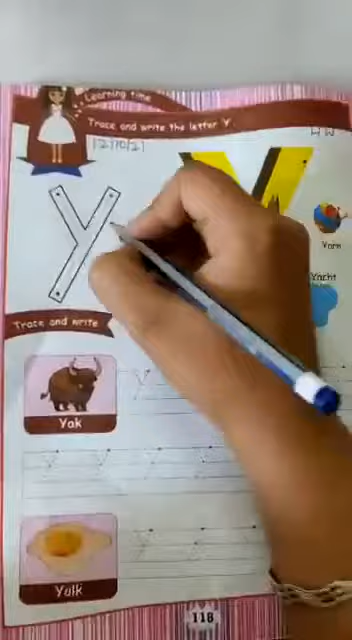 Learning time
Trace and write the letter Y.
H W
12/10/21
Y
y
Yarn
Yacht
Trace and write
Yak
y
y y y y
Yolk
y y y
118